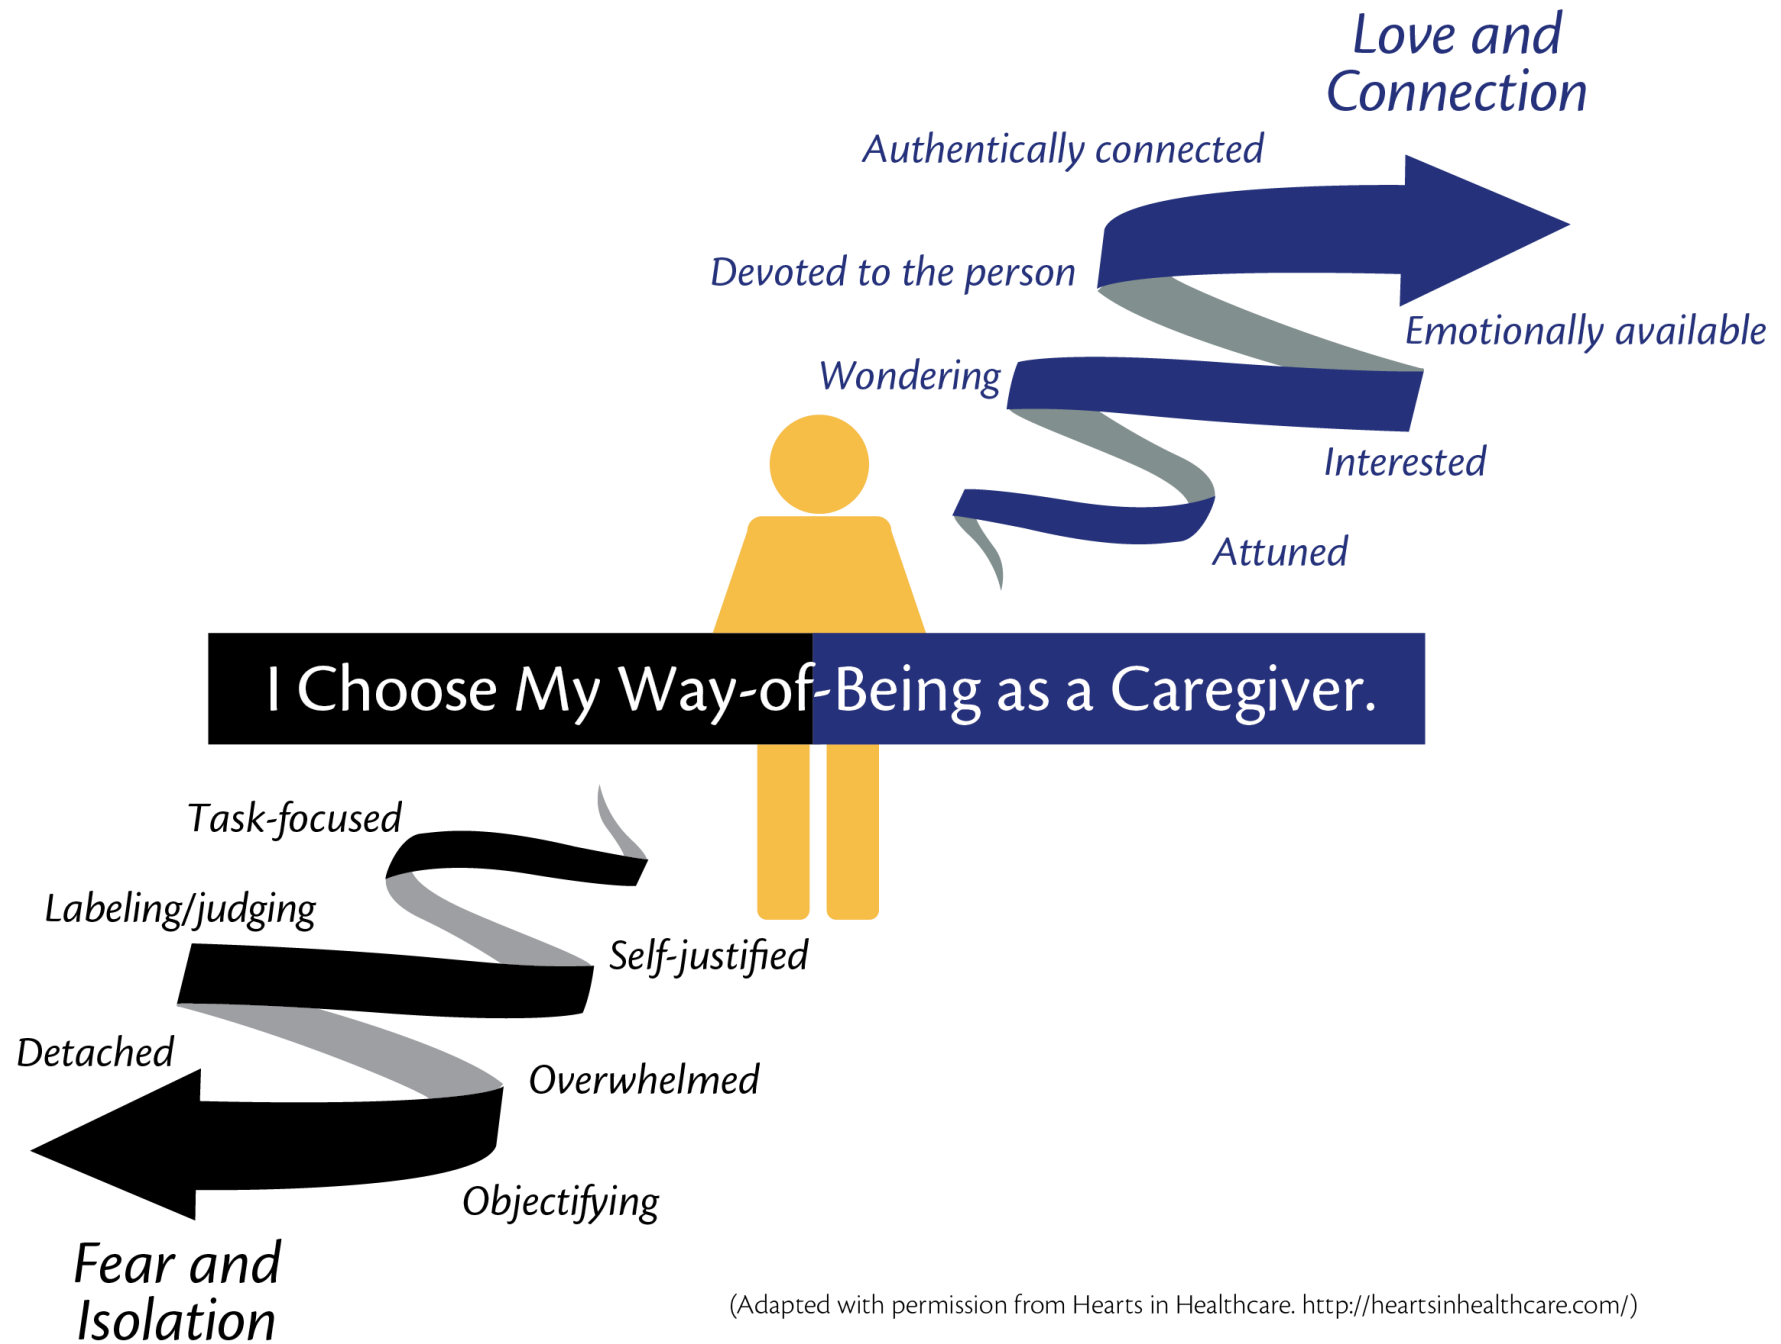 Love and
Connection
Authentically connected
Devoted to the person
Emotionally available
Wondering
Interested
Attuned
I Choose My Way-of-Being as a Caregiver.
Task-focused
Labeling/judging
Self-justified
Detached
Overwhelmed
Objectifying
Fear and
Isolation
(Adapted with permission from Hearts in Healthcare. http://heartsinhealthcare.com/)